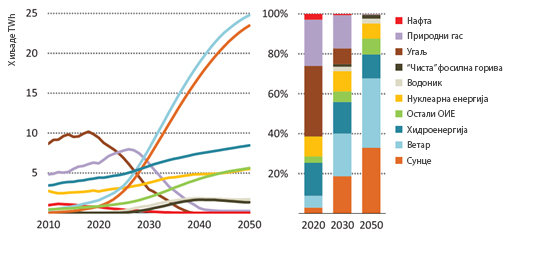 Хиљаде TWh
25
20
15
10
5
2010 2020 2030 2040 2050
100%
80%
60%
40%
20%
2020 2030 2050
Нафта
Природни гас
Угаљ
"Чиста" фосилна горива
Водоник
Нуклеарна енергија
Остали ОИЕ
Хидроенергија
Ветар
Сунце